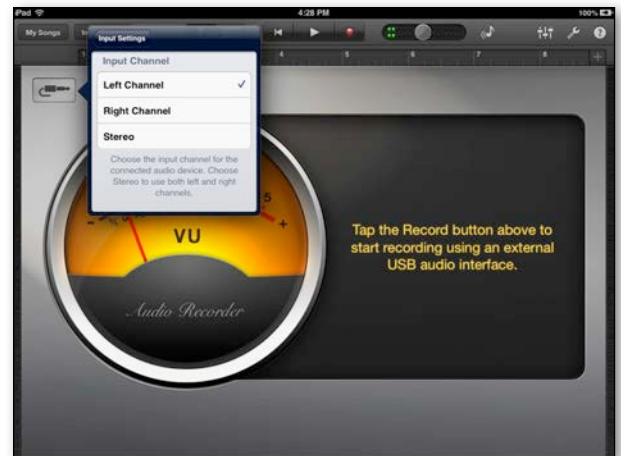 iPad
4:28 PM
100%
My Songs
Input Settings
4
5
6
7
8
Input Channel
Left Channel
Right Channel
Stereo
Choose the input channel for the
connected audio device. Choose
Stereo to use both left and right
channels.
5
- +
VU
Audio Recorder
Tap the Record button above to
start recording using an external
USB audio interface.